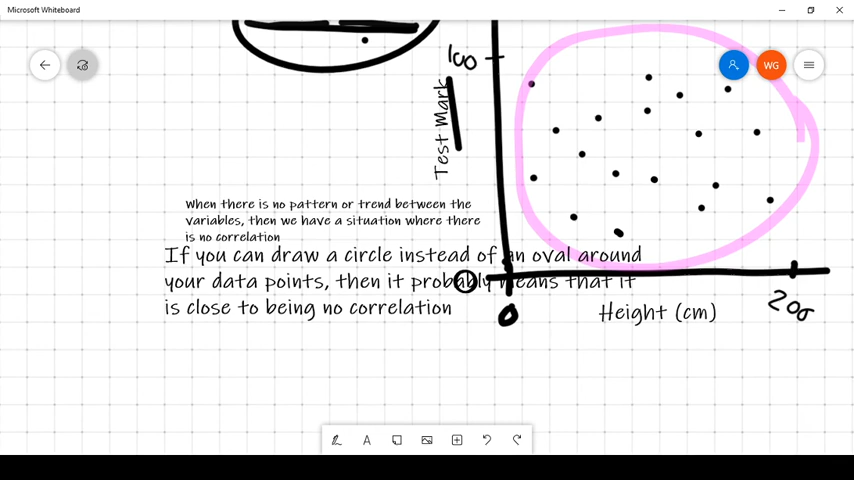 Microsoft Whiteboard
WG
100
Test Mark
When there is no pattern or trend between the
variables, then we have a situation where there
is no correlation
If you can draw a circle instead of an oval around
your data points, then it probably means that it
is close to being no correlation
0
0
Height (cm)
200
A